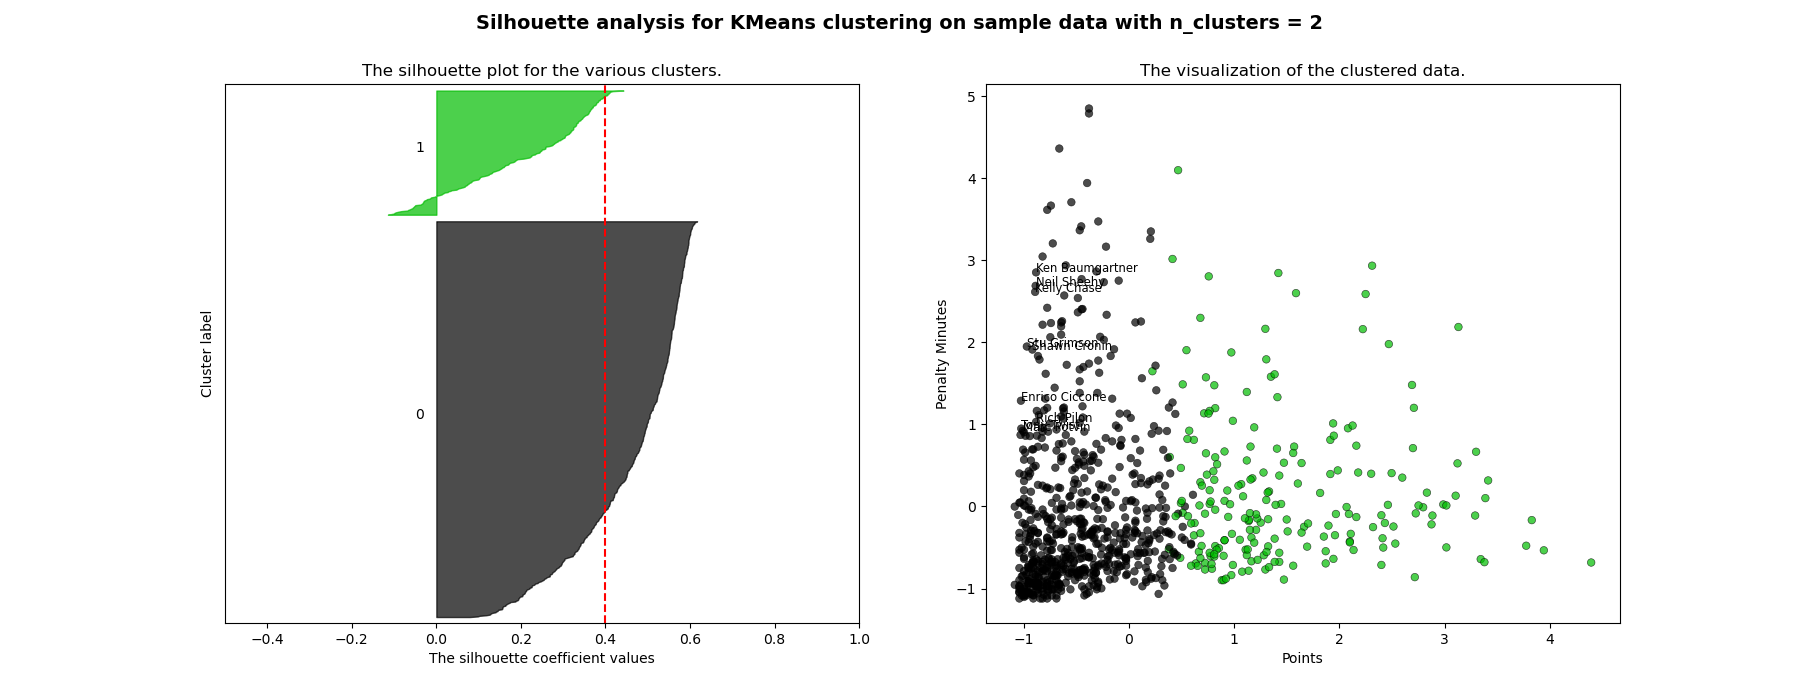 Silhouette analysis for KMeans clustering on sample data with n_clusters = 2
The silhouette plot for the various clusters.
1
0
Cluster label
−0.4 −0.2 0.0 0.2 0.4 0.6 0.8 1.0
The silhouette coefficient values
The visualization of the clustered data.
5
4
3
2
1
0
−1
Penalty Minutes
Ken Baumgartner
Neil Sheehy
Kelly Chase
Stu Grimson
Shawn Cronin
Enrico Ciccone
Rich Pilon
−1 0 1 2 3 4
Points